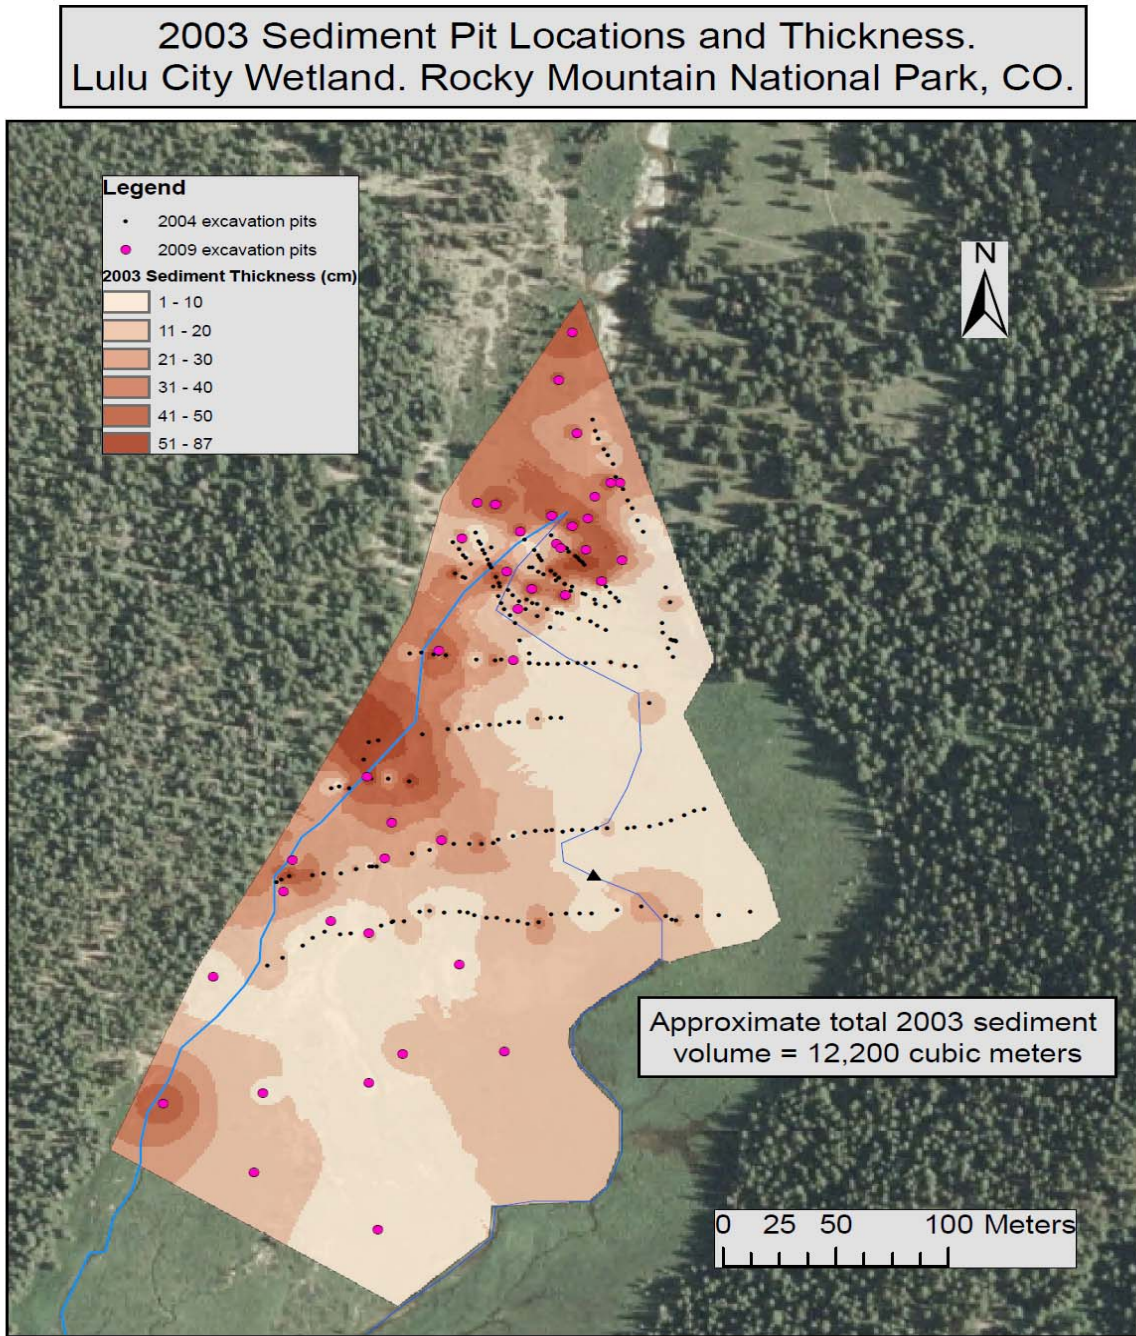 2003 Sediment Pit Locations and Thickness.
Lulu City Wetland. Rocky Mountain National Park, CO.
Legend
2004 excavation pits
2009 excavation pits
2003 Sediment Thickness (cm)
1 - 10
11 - 20
21 - 30
31 - 40
41 - 50
51 - 87
N
Approximate total 2003 sediment
volume = 12,200 cubic meters
0 25 50 100 Meters